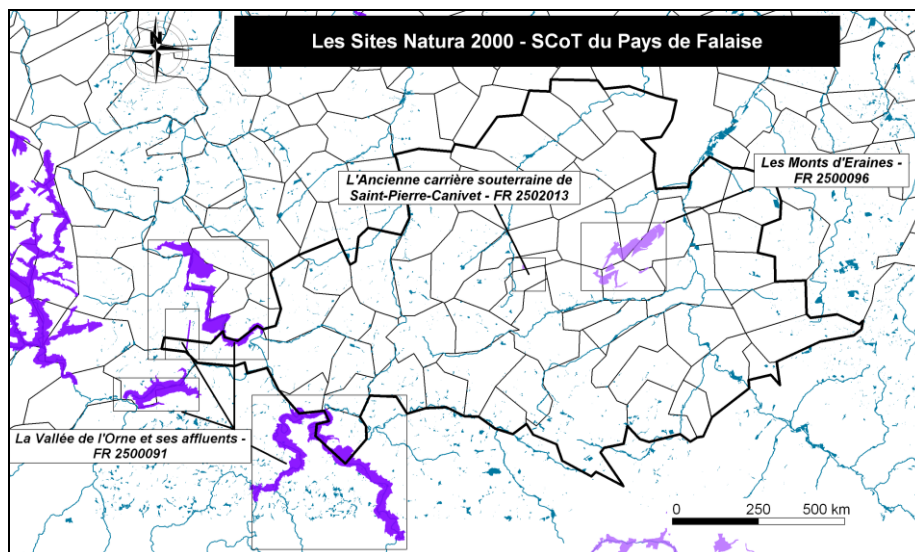 Les Sites Natura 2000 - SCoT du Pays de Falaise
N
Les Monts d'Eraines -
FR 2500096
L'Ancienne carrière souterraine de
Saint-Pierre-Canivet - FR 2502013
La Vallée de l'Orne et ses affluents -
FR 2500091
0 250 500 km